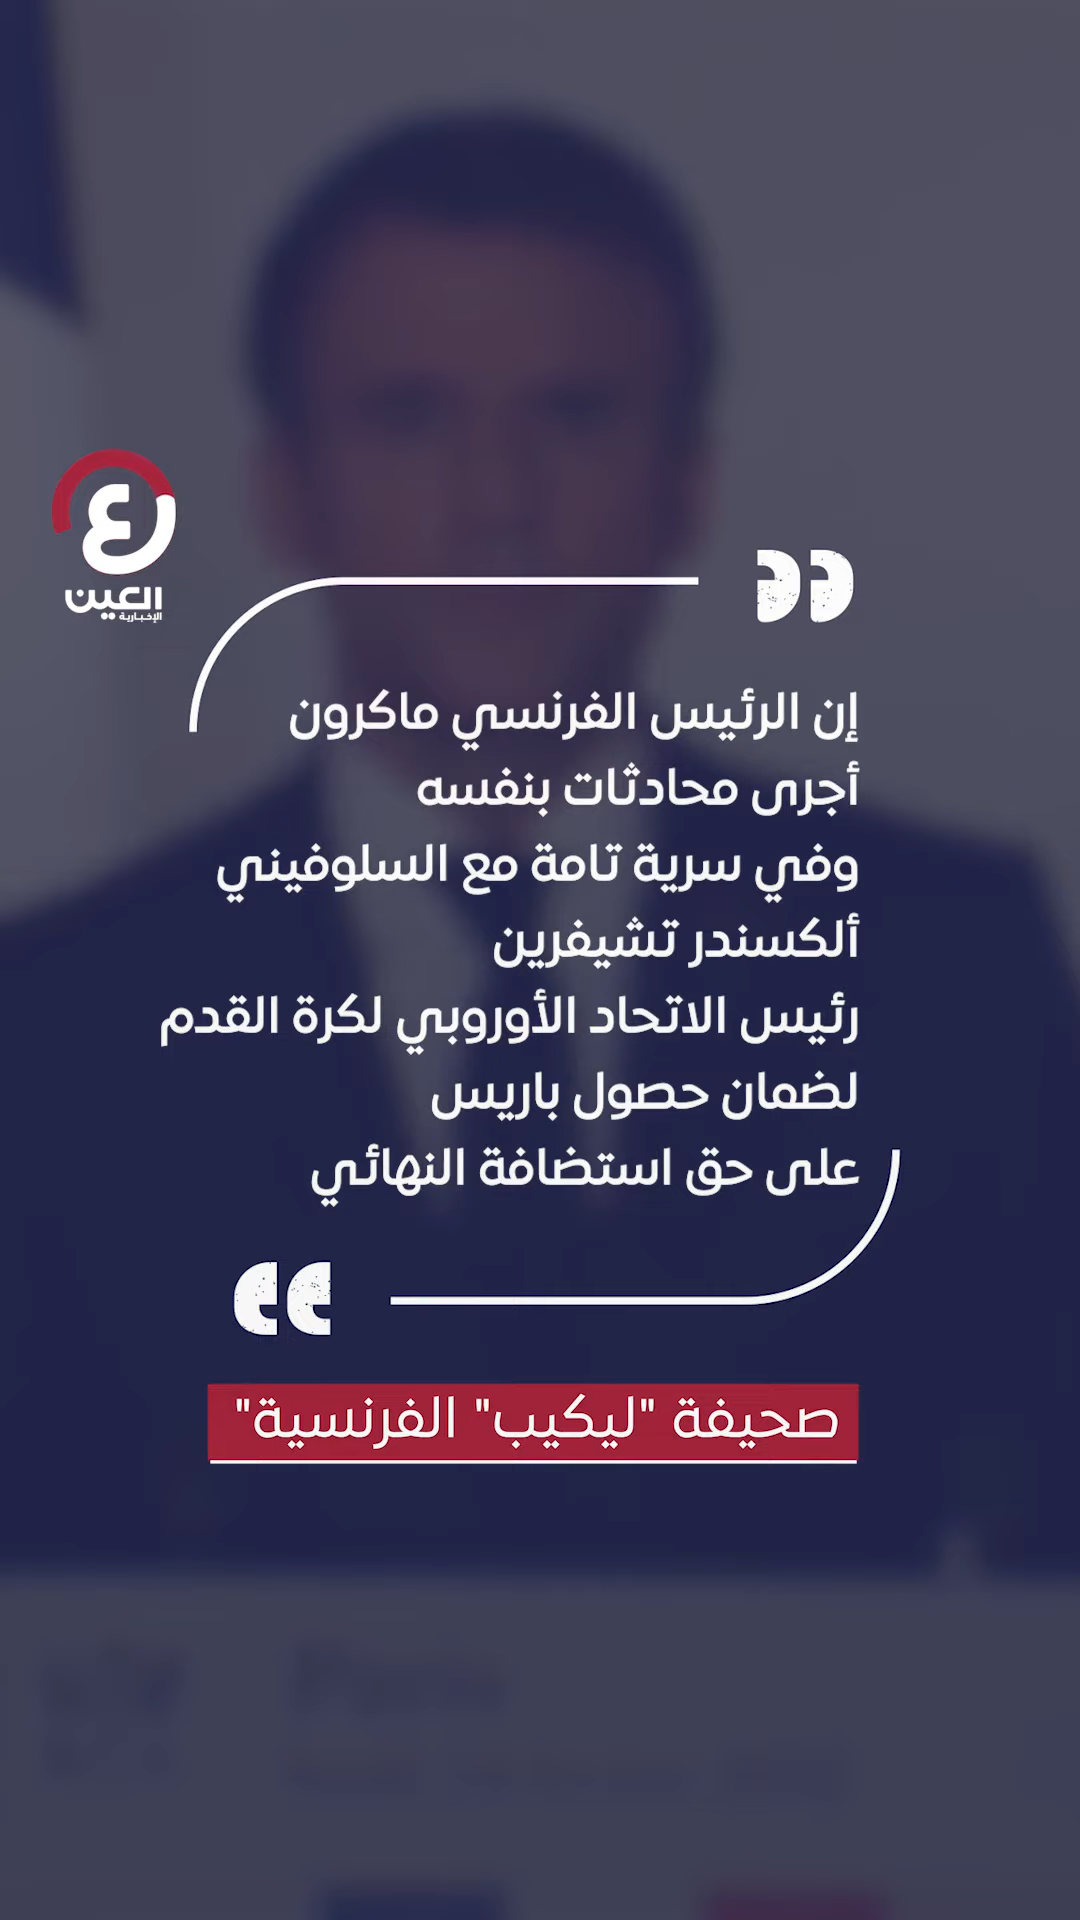 العين
الإخبارية
إن الرئيس الفرنسي ماكرون
أجرى محادثات بنفسه
وفي سرية تامة مع السلوفيني
ألكسندر تشيفرين
رئيس الاتحاد الأوروبي لكرة القدم
لضمان حصول باريس
على حق استضافة النهائي
صحيفة "ليكيب" الفرنسية"